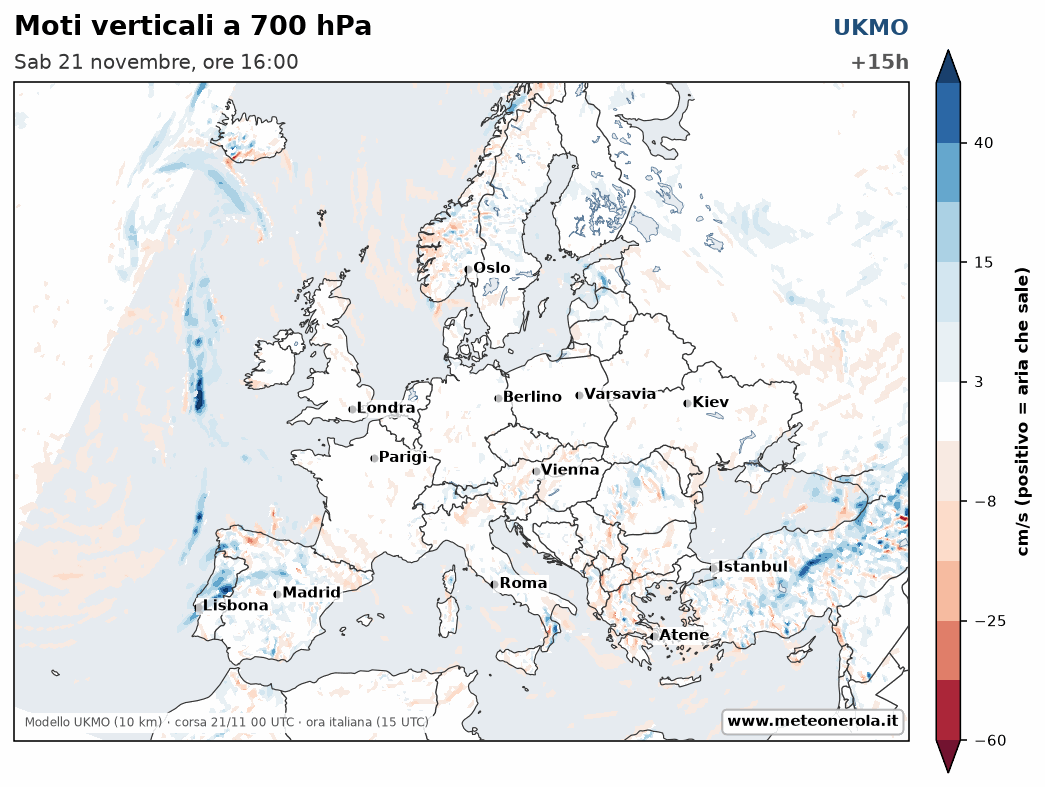 Moti verticali a 700 hPa
UKMO
Sab 21 novembre, ore 16:00
+15h
40
15
3
−8
−25
−60
cm/s (positivo = aria che sale)
Oslo
Londra
Berlino
Varsavia
Kiev
Parigi
Vienna
Istanbul
Roma
Madrid
Lisbona
Atene
Modello UKMO (10 km) · corsa 21/11 00 UTC · ora italiana (15 UTC)
www.meteonerola.it